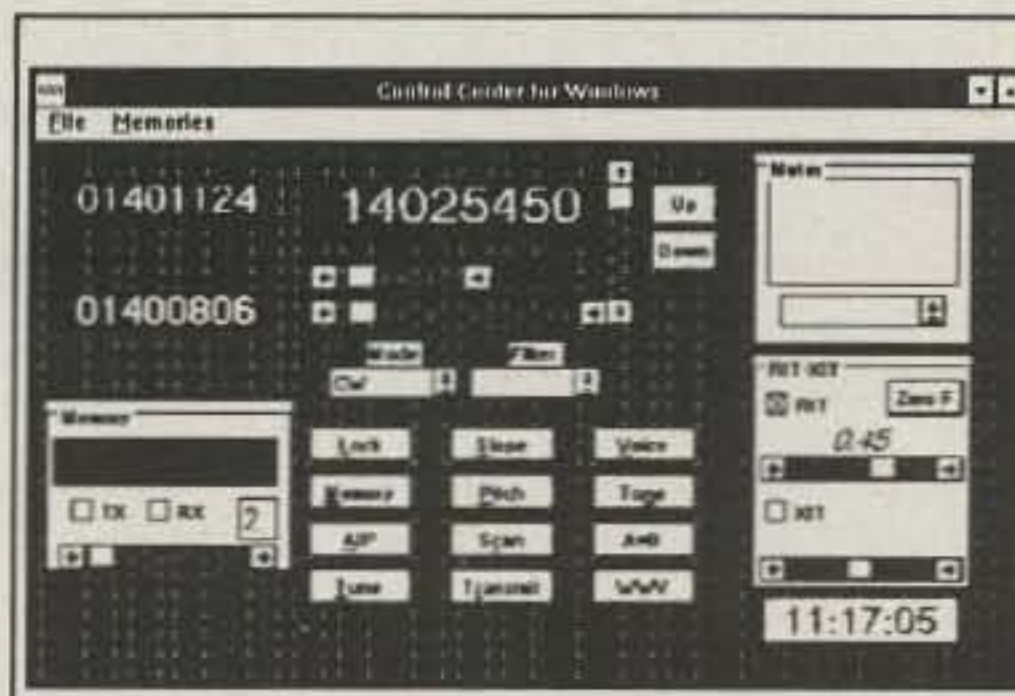 Control Center for Windows
File Memories
01401124
14025450
Up
Down
01400806
Mode
Filter
CW
Memory
TX
RX
2
Lock
Slope
Voice
Memory
Pitch
Tone
AIP
Scan
A=B
Tune
Transmit
WWV
Notes
RIT-XIT
RIT
Zero F
0.45
XIT
11:17:05